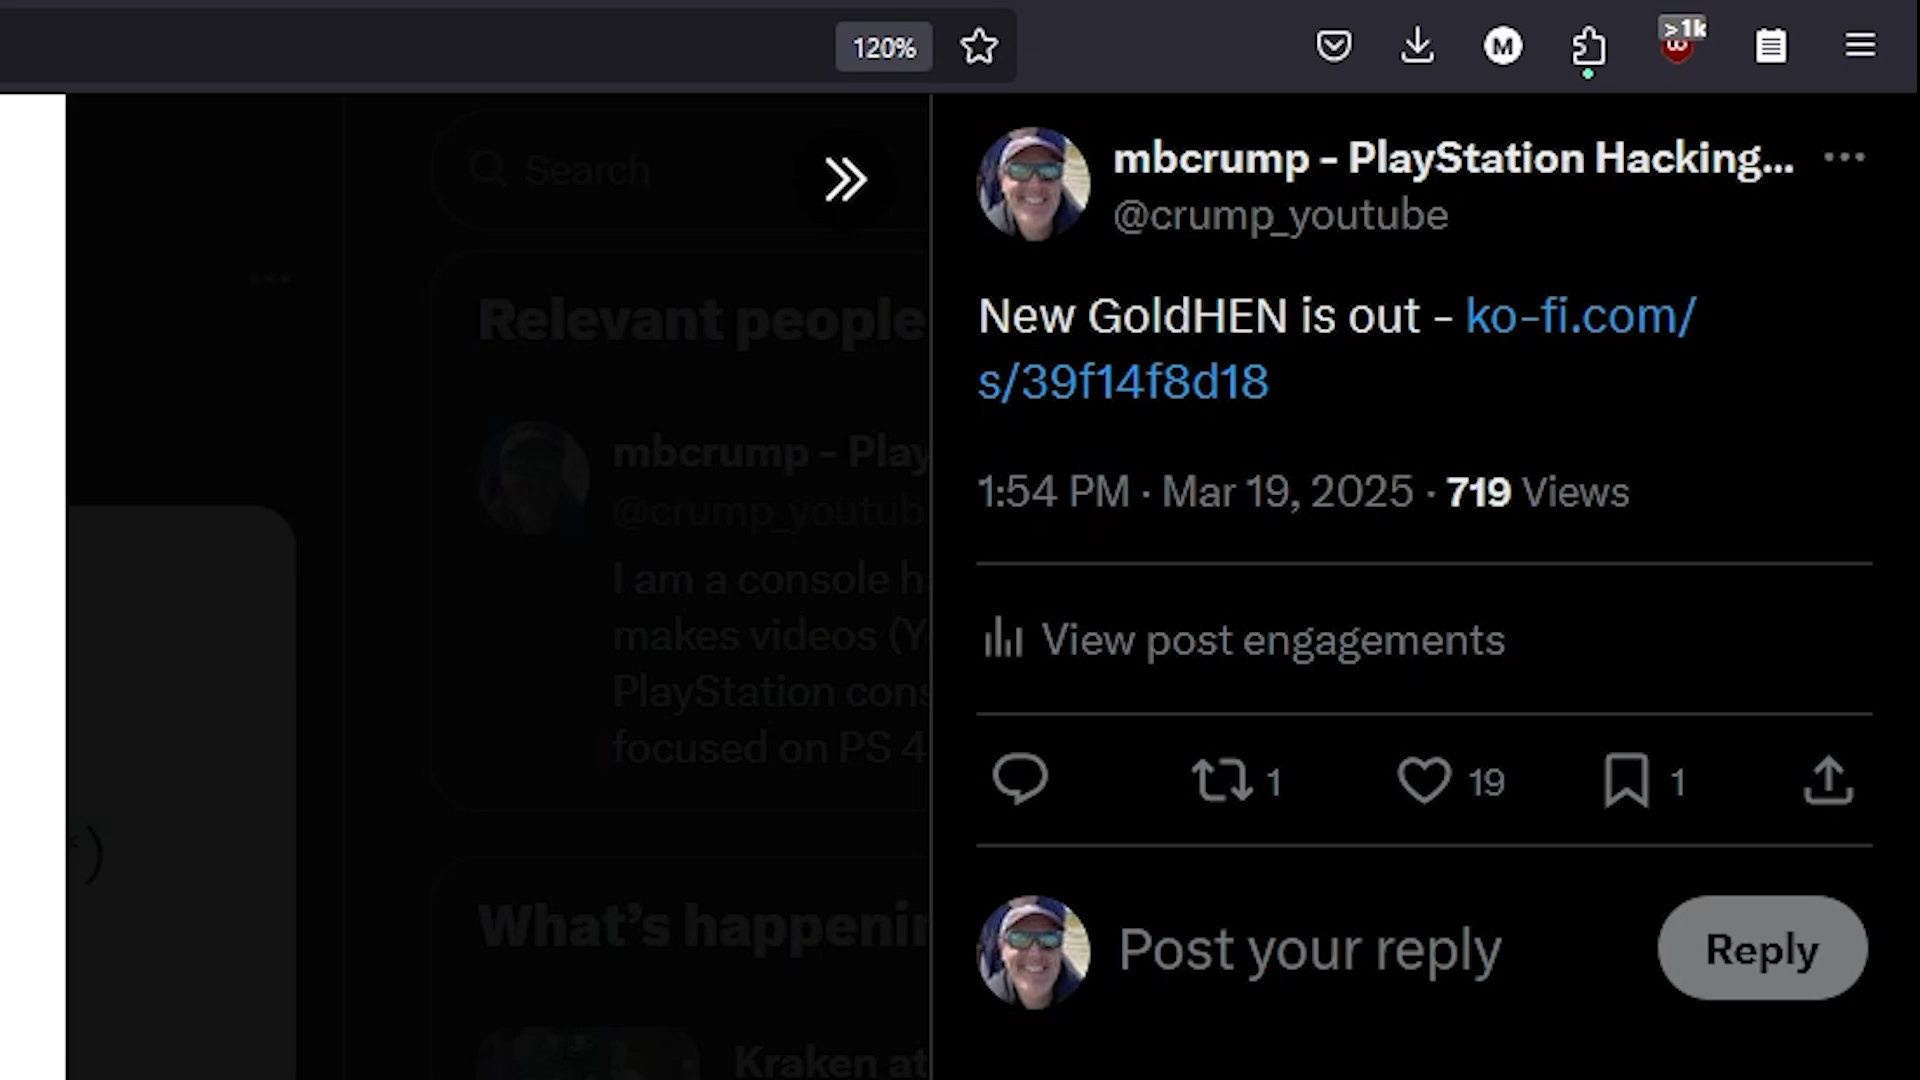 120%
M
>1k
Search
Relevant people
mbcrump - Play
@crump_youtub
I am a console h
makes videos (Y
PlayStation cons
focused on PS 4
What's happenin
Kraken at
mbcrump - PlayStation Hacking...
@crump_youtube
New GoldHEN is out - ko-fi.com/
s/39f14f8d18
1:54 PM · Mar 19, 2025 · 719 Views
View post engagements
1 19 1
Post your reply
Reply